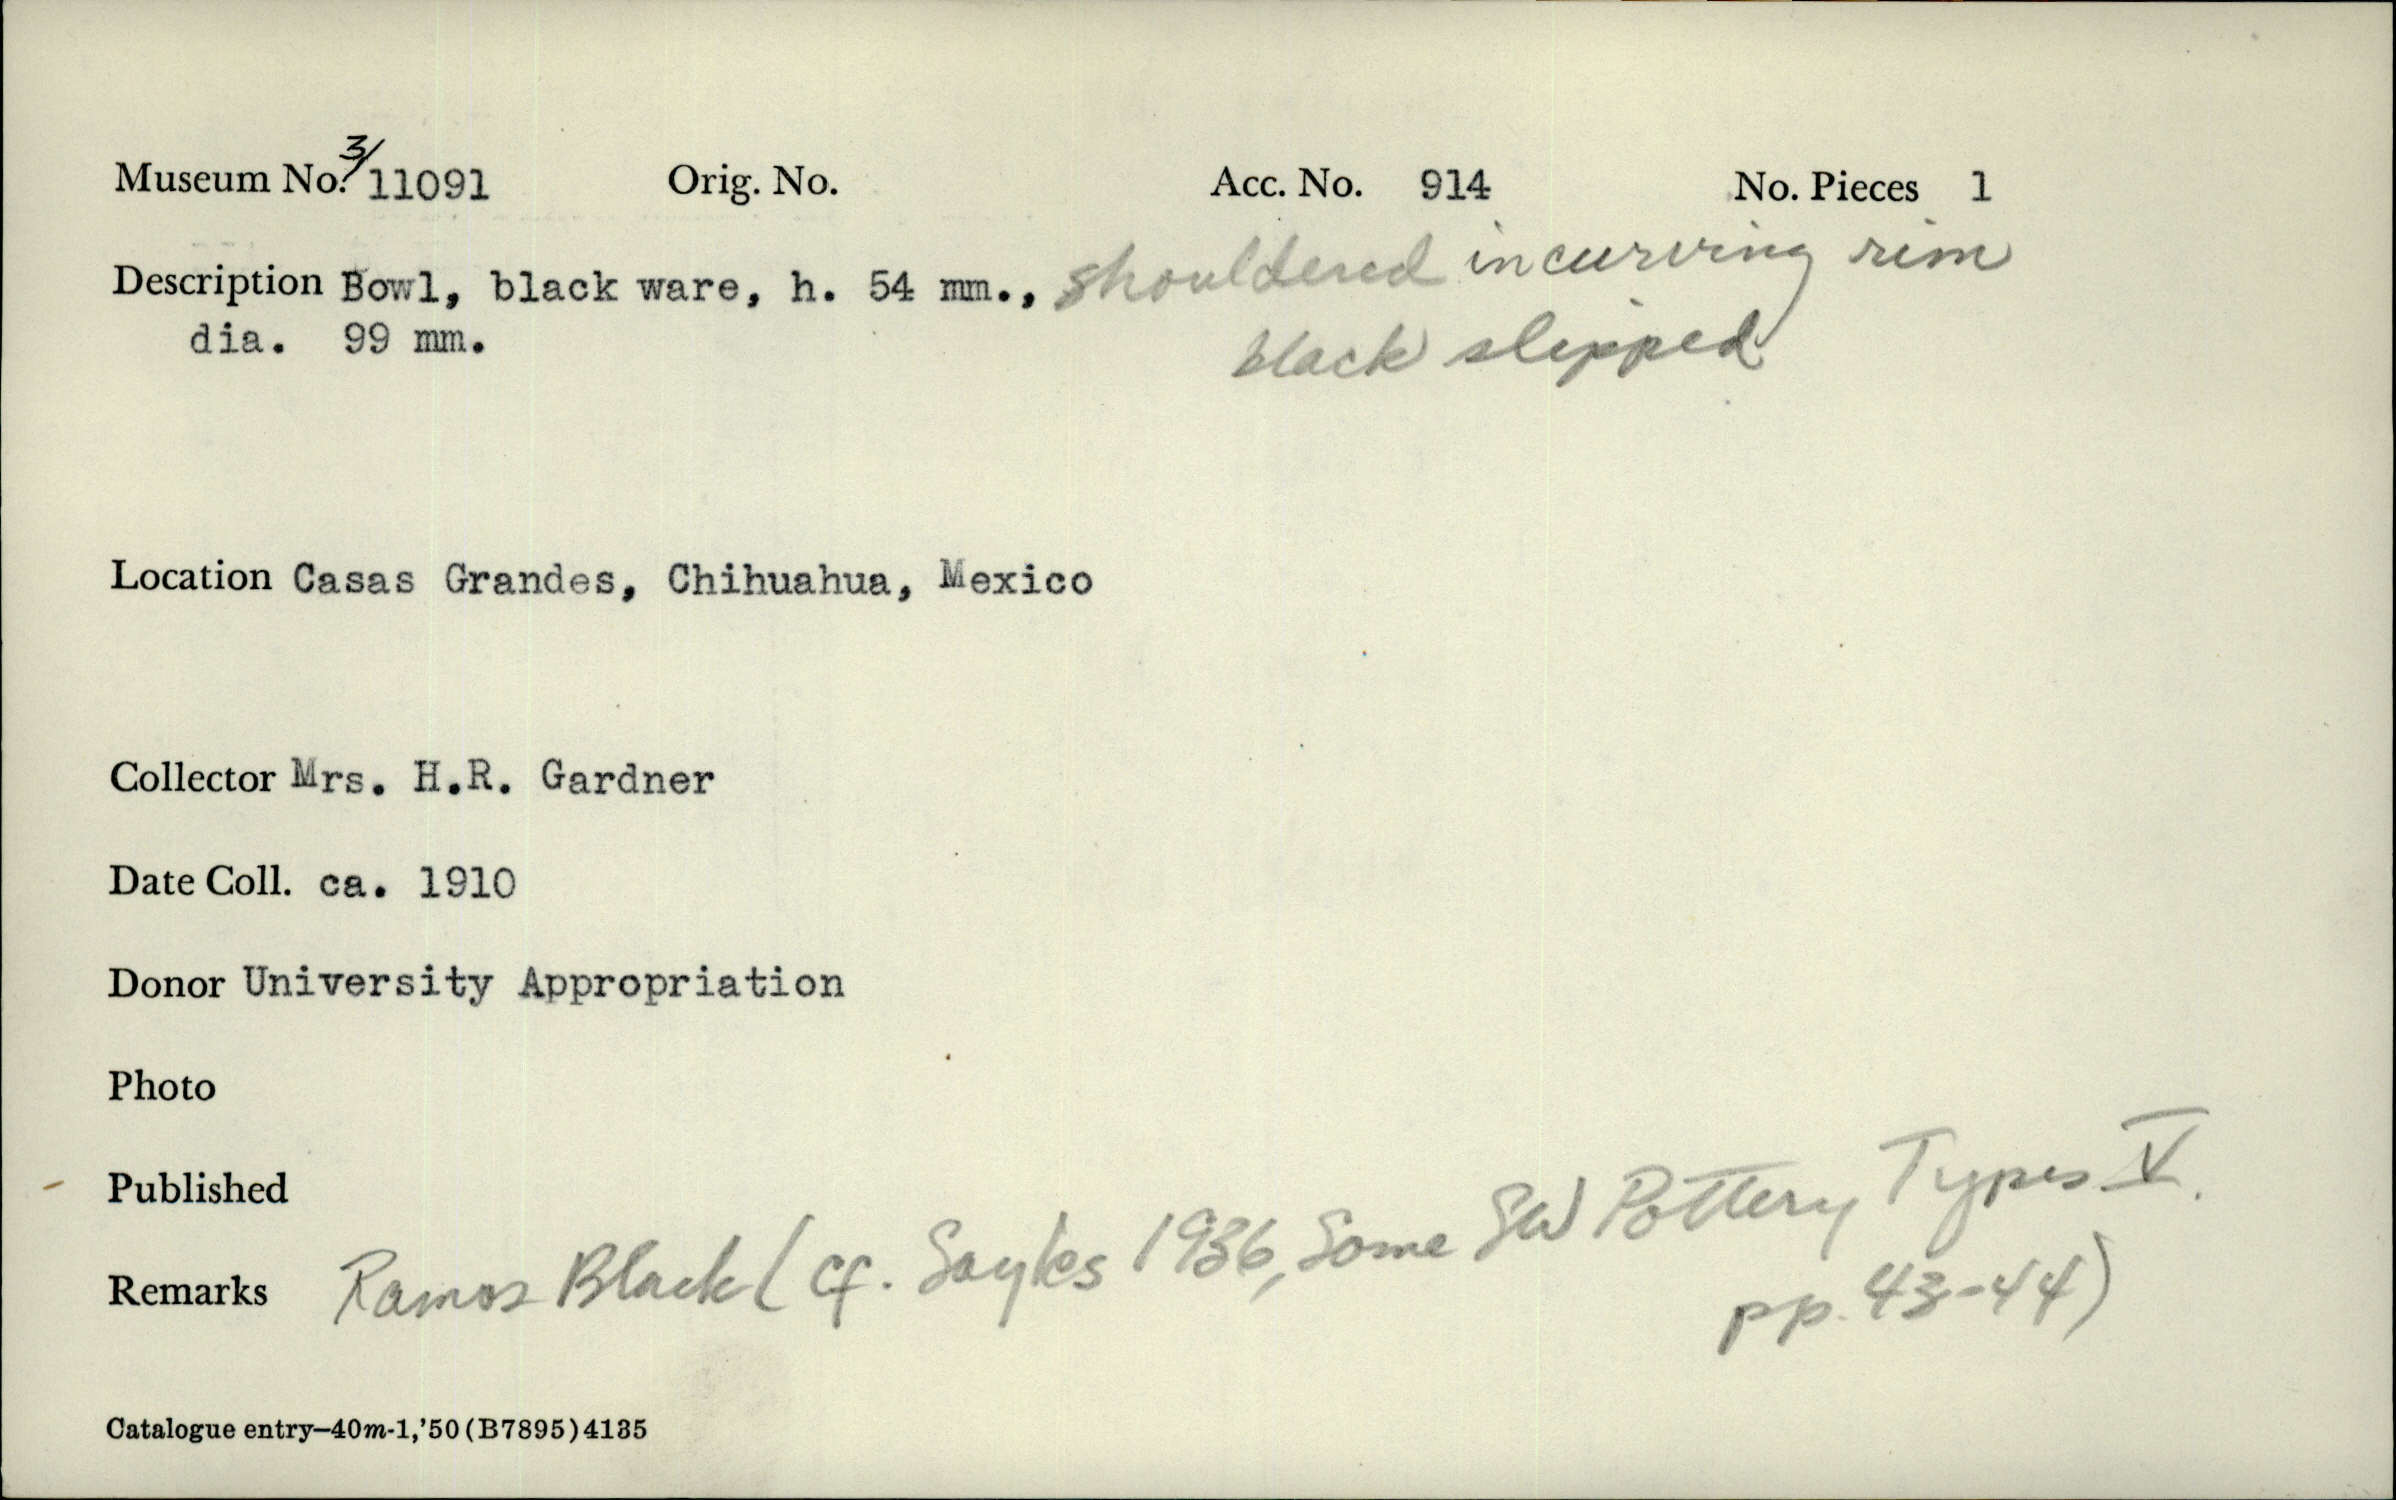 Museum No. 3/11091 Orig. No. Acc. No. 914 No. Pieces 1
Description Bowl, black ware, h. 54 mm., shouldered incurving rim
dia. 99 mm. black slipped
Location Casas Grandes, Chihuahua, Mexico
Collector Mrs. H.R. Gardner
Date Coll. ca. 1910
Donor University Appropriation
Photo
Published
Remarks Ramos Black (cf. Sayles 1936, Some SW Pottery Types V.
pp. 43-44)
Catalogue entry—40m-1,'50 (B7895) 4135